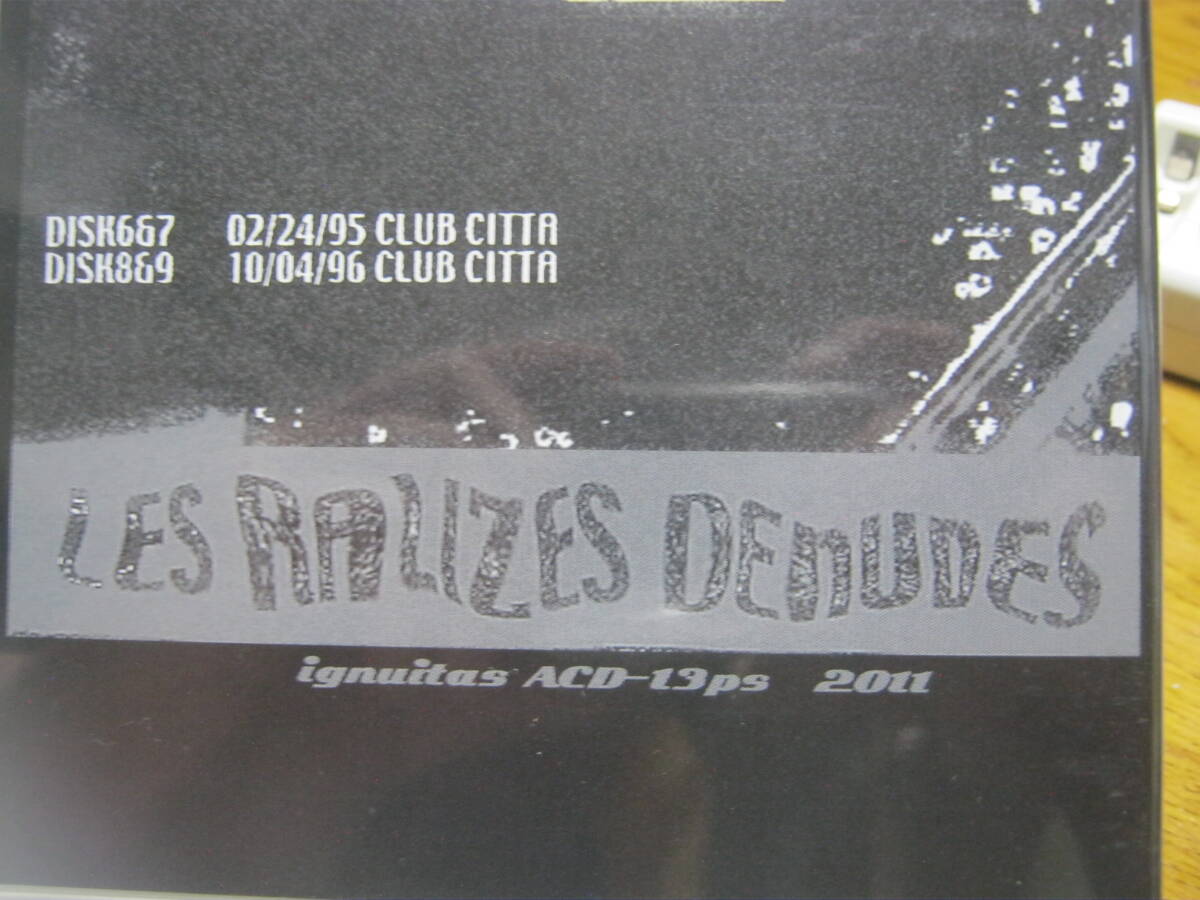 DISK6&7 02/24/95 CLUB CITTA
DISK8&9 10/04/96 CLUB CITTA
LES RALLIZES DENUDES
ignuitas ACD-13ps 2011